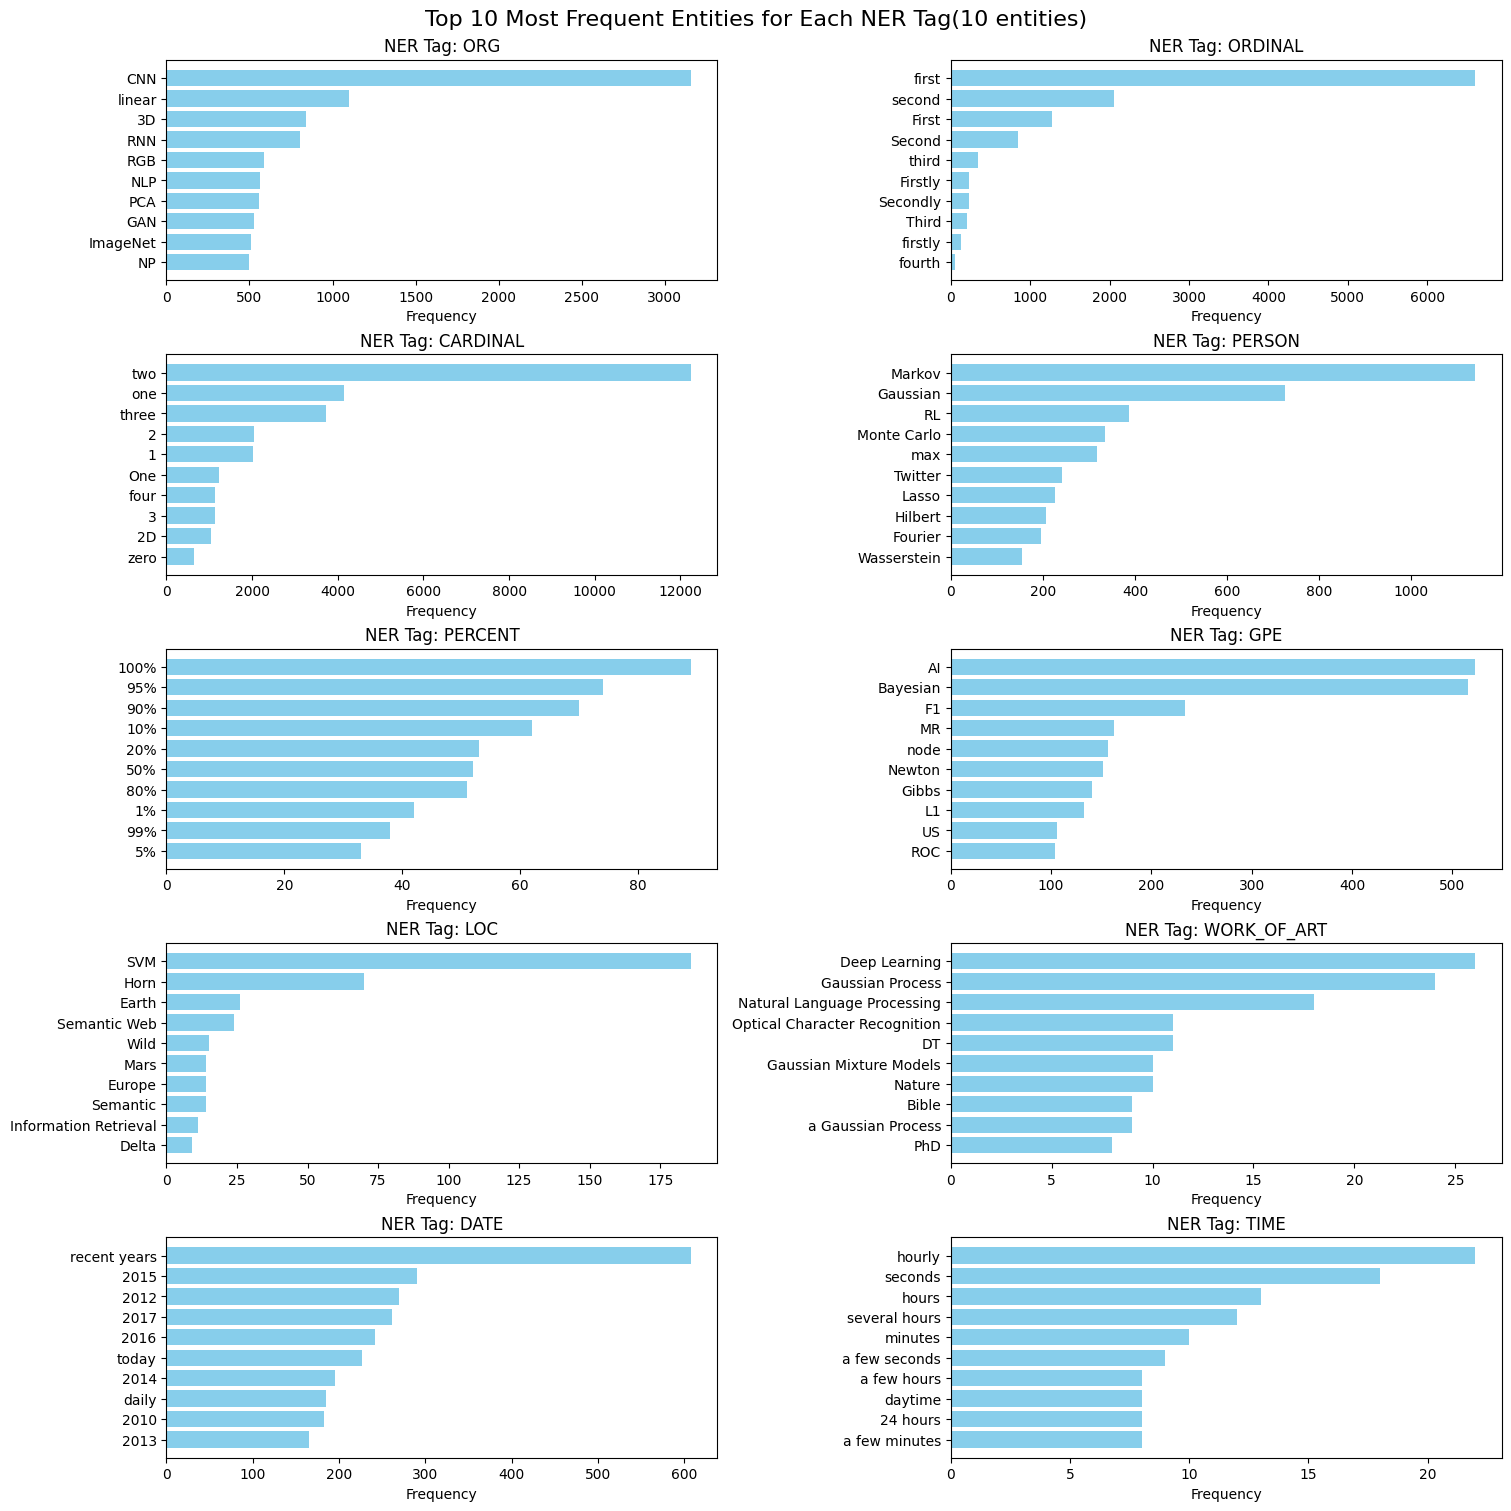 Top 10 Most Frequent Entities for Each NER Tag(10 entities)
NER Tag: ORG
CNN
linear
3D
RNN
RGB
NLP
PCA
GAN
ImageNet
NP
0 500 1000 1500 2000 2500 3000
Frequency
NER Tag: ORDINAL
first
second
First
Second
third
Firstly
Secondly
Third
firstly
fourth
0 1000 2000 3000 4000 5000 6000
Frequency
NER Tag: CARDINAL
two
one
three
2
1
One
four
3
2D
zero
0 2000 4000 6000 8000 10000 12000
Frequency
NER Tag: PERSON
Markov
Gaussian
RL
Monte Carlo
max
Twitter
Lasso
Hilbert
Fourier
Wasserstein
0 200 400 600 800 1000
Frequency
NER Tag: PERCENT
100%
95%
90%
10%
20%
50%
80%
1%
99%
5%
0 20 40 60 80
Frequency
NER Tag: GPE
AI
Bayesian
F1
MR
node
Newton
Gibbs
L1
US
ROC
0 100 200 300 400 500
Frequency
NER Tag: LOC
SVM
Horn
Earth
Semantic Web
Wild
Mars
Europe
Semantic
Information Retrieval
Delta
0 25 50 75 100 125 150 175
Frequency
NER Tag: WORK_OF_ART
Deep Learning
Gaussian Process
Natural Language Processing
Optical Character Recognition
DT
Gaussian Mixture Models
Nature
Bible
a Gaussian Process
PhD
0 5 10 15 20 25
Frequency
NER Tag: DATE
recent years
2015
2012
2017
2016
today
2014
daily
2010
2013
0 100 200 300 400 500 600
Frequency
NER Tag: TIME
hourly
seconds
hours
several hours
minutes
a few seconds
a few hours
daytime
24 hours
a few minutes
0 5 10 15 20
Frequency